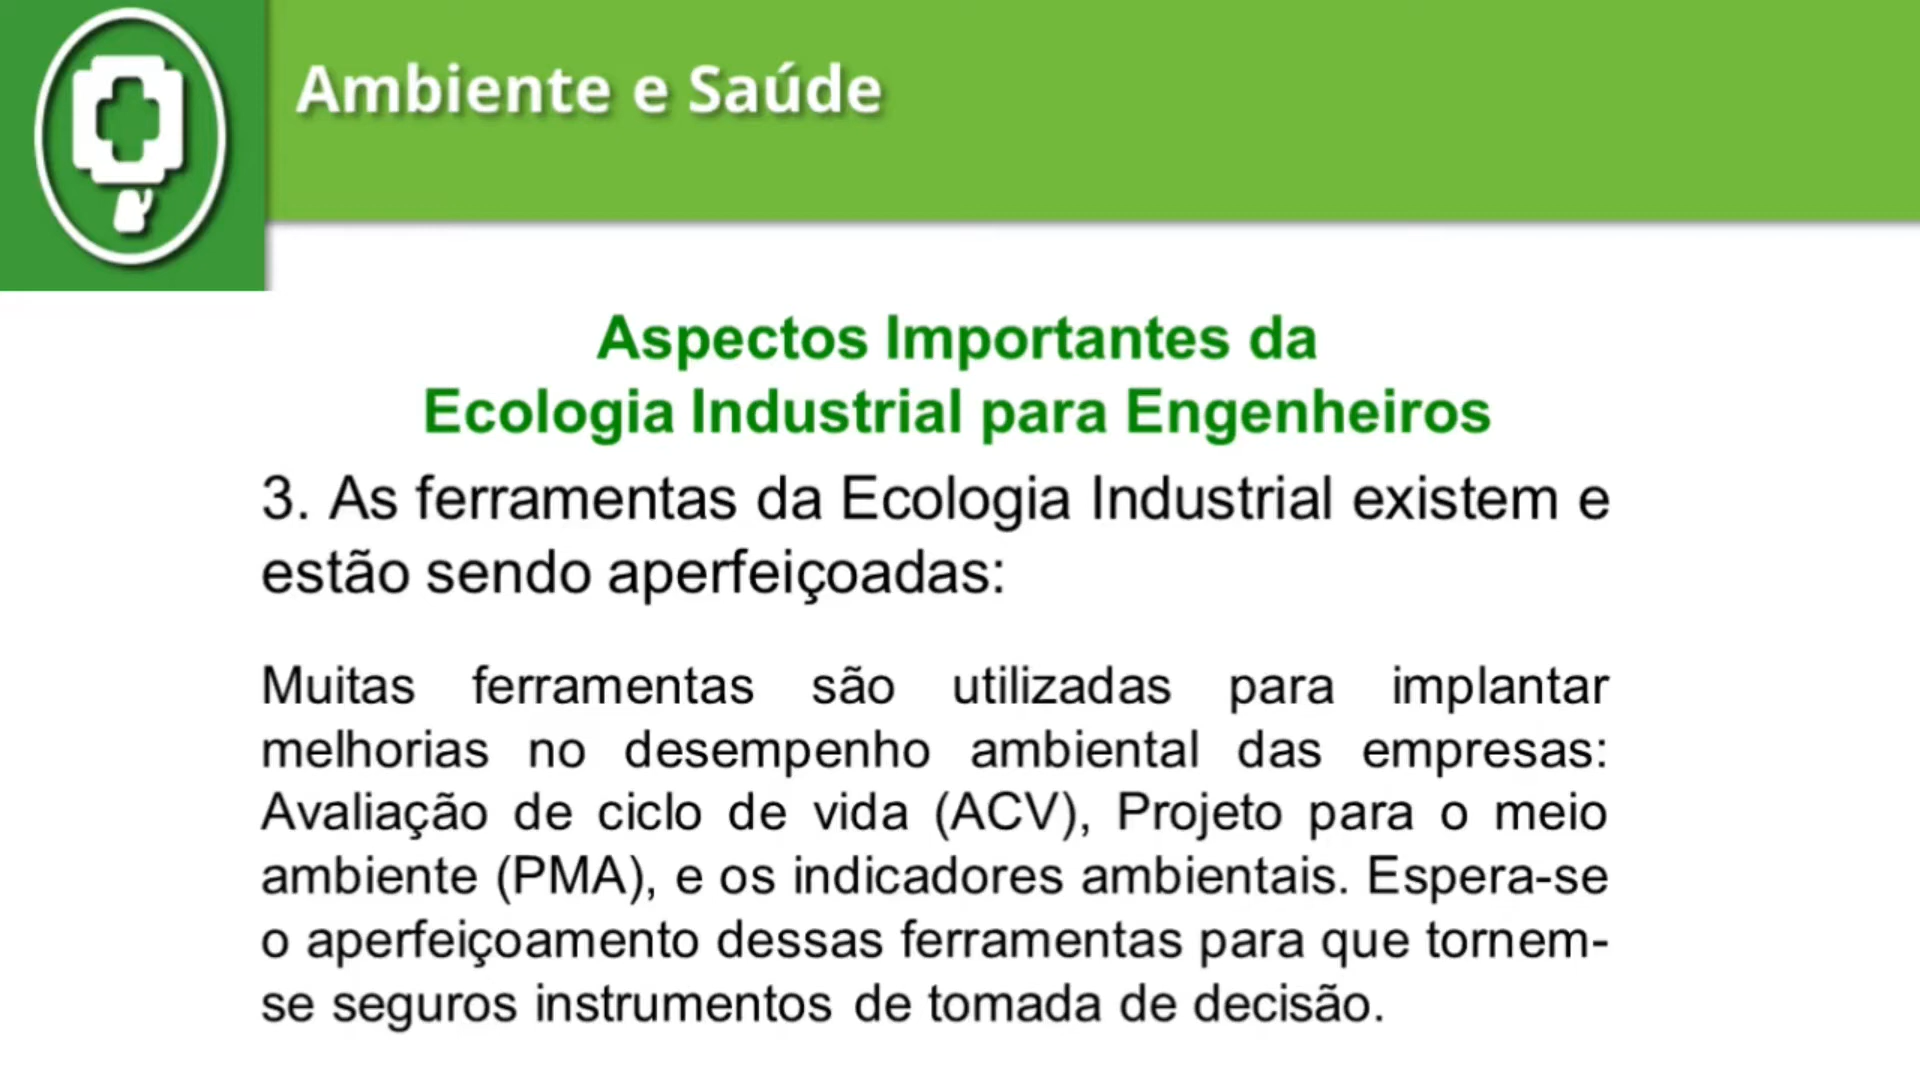 Ambiente e Saúde
Aspectos Importantes da
Ecologia Industrial para Engenheiros
3. As ferramentas da Ecologia Industrial existem e
estão sendo aperfeiçoadas:
Muitas ferramentas são utilizadas para implantar
melhorias no desempenho ambiental das empresas:
Avaliação de ciclo de vida (ACV), Projeto para o meio
ambiente (PMA), e os indicadores ambientais. Espera-se
o aperfeiçoamento dessas ferramentas para que tornem-
se seguros instrumentos de tomada de decisão.